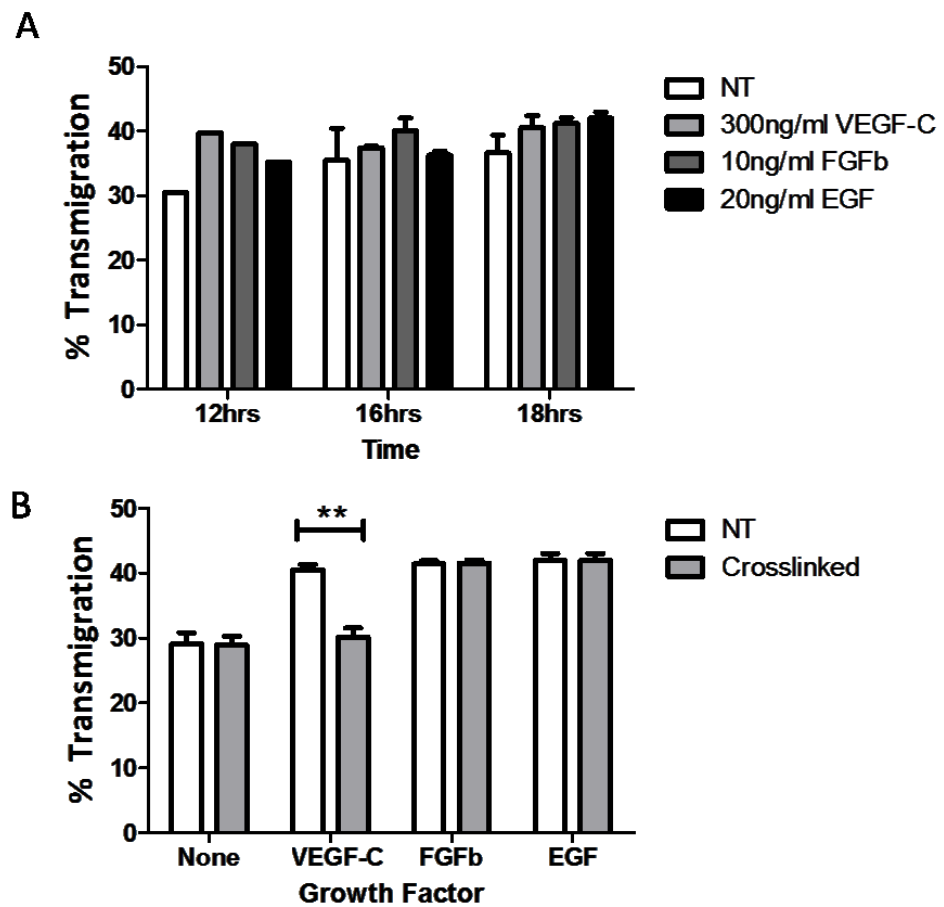 A
50
40
30
20
10
0
% Transmigration
12hrs 16hrs 18hrs
Time
NT
300ng/ml VEGF-C
10ng/ml FGFb
20ng/ml EGF
B
50
40
30
20
10
0
% Transmigration
**
None VEGF-C FGFb EGF
Growth Factor
NT
Crosslinked